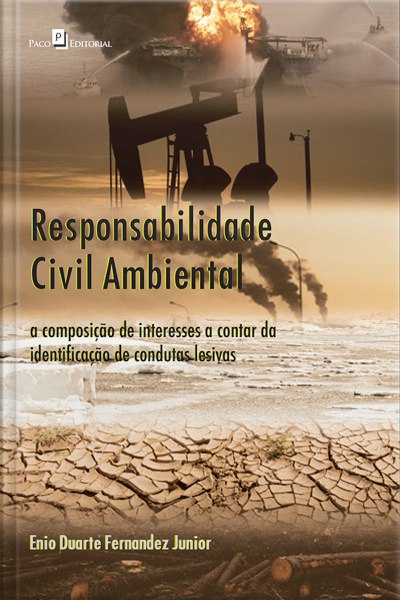 PACO EDITORIAL
Responsabilidade
Civil Ambiental
a composição de interesses a contar da
identificação de condutas lesivas
Enio Duarte Fernandez Junior